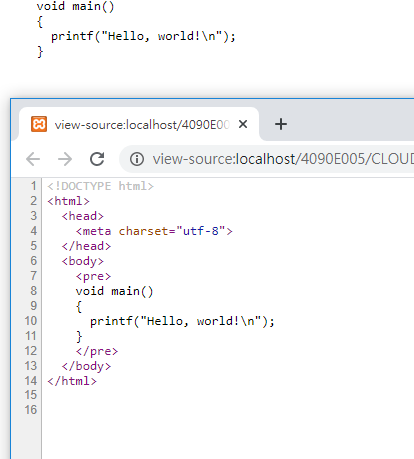 void main()
{
  printf("Hello, world!\n");
}
view-source:localhost/4090E00
view-source:localhost/4090E005/CLOUD
1 <!DOCTYPE html>
2 <html>
3   <head>
4     <meta charset="utf-8">
5   </head>
6   <body>
7     <pre>
8     void main()
9     {
10       printf("Hello, world!\n");
11     }
12     </pre>
13   </body>
14 </html>
15
16